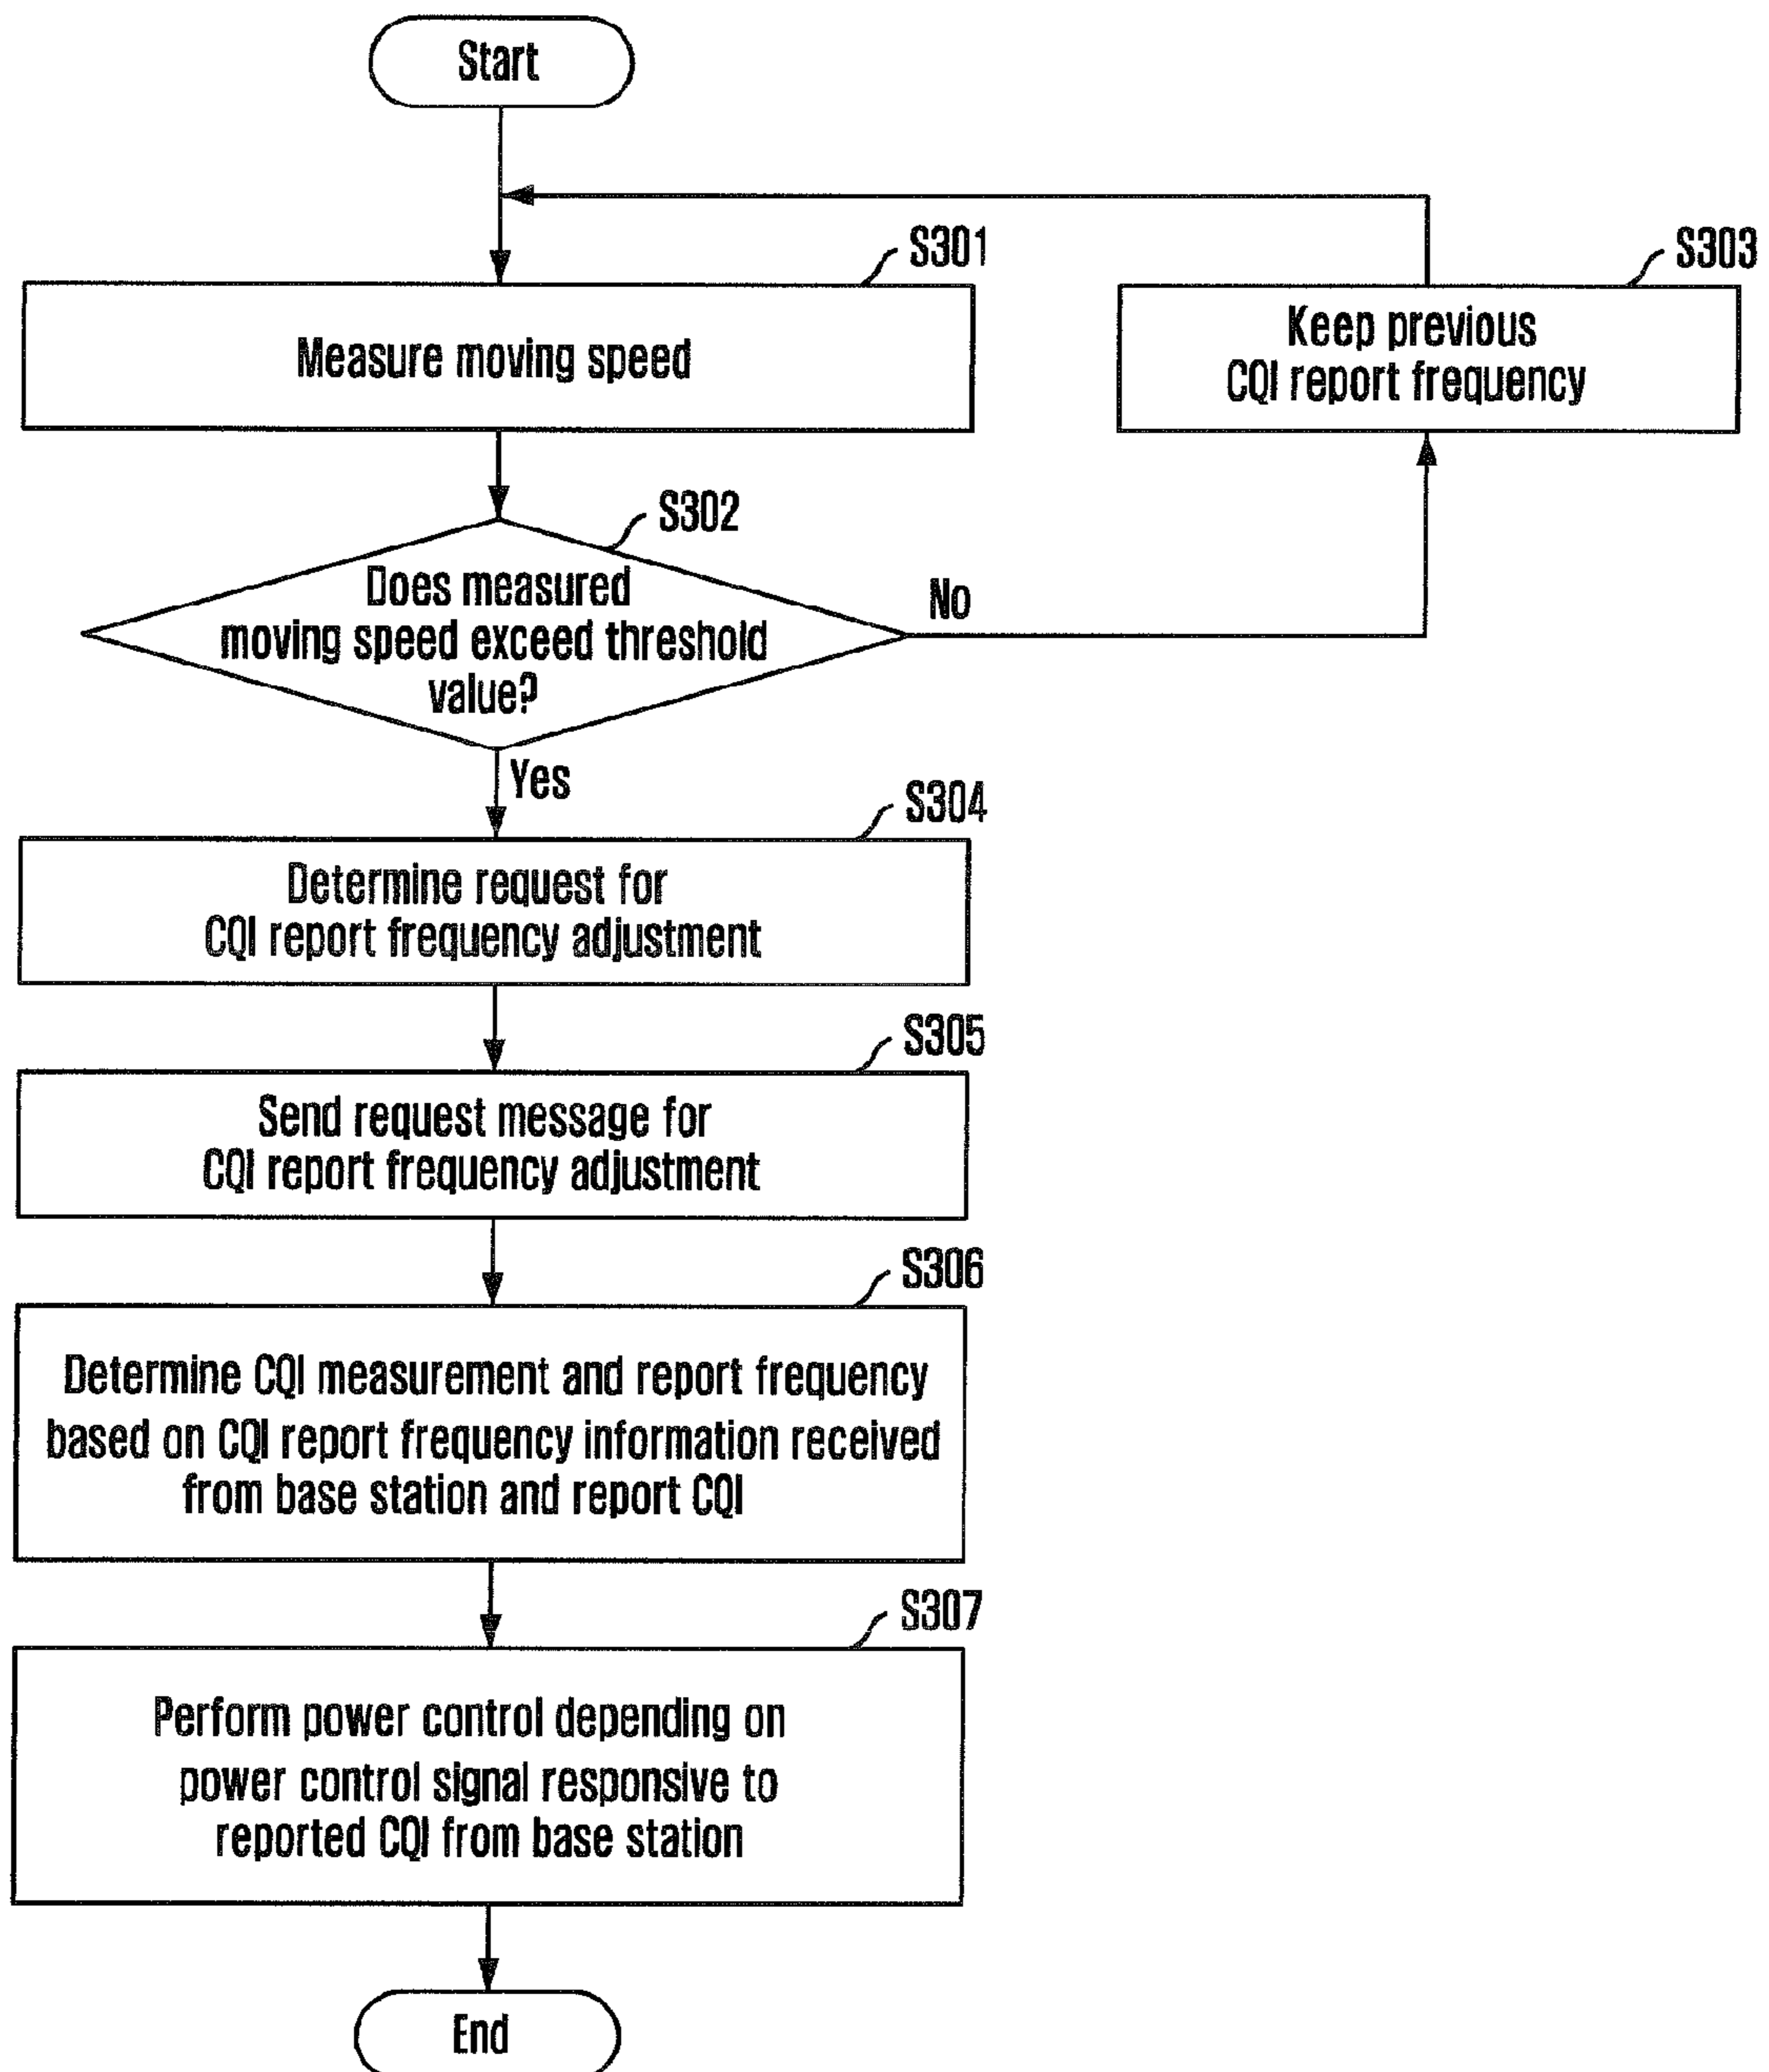 Start
S301
Measure moving speed
S303
Keep previous
CQI report frequency
S302
Does measured
moving speed exceed threshold
value?
No
Yes
S304
Determine request for
CQI report frequency adjustment
S305
Send request message for
CQI report frequency adjustment
S306
Determine CQI measurement and report frequency
based on CQI report frequency information received
from base station and report CQI
S307
Perform power control depending on
power control signal responsive to
reported CQI from base station
End